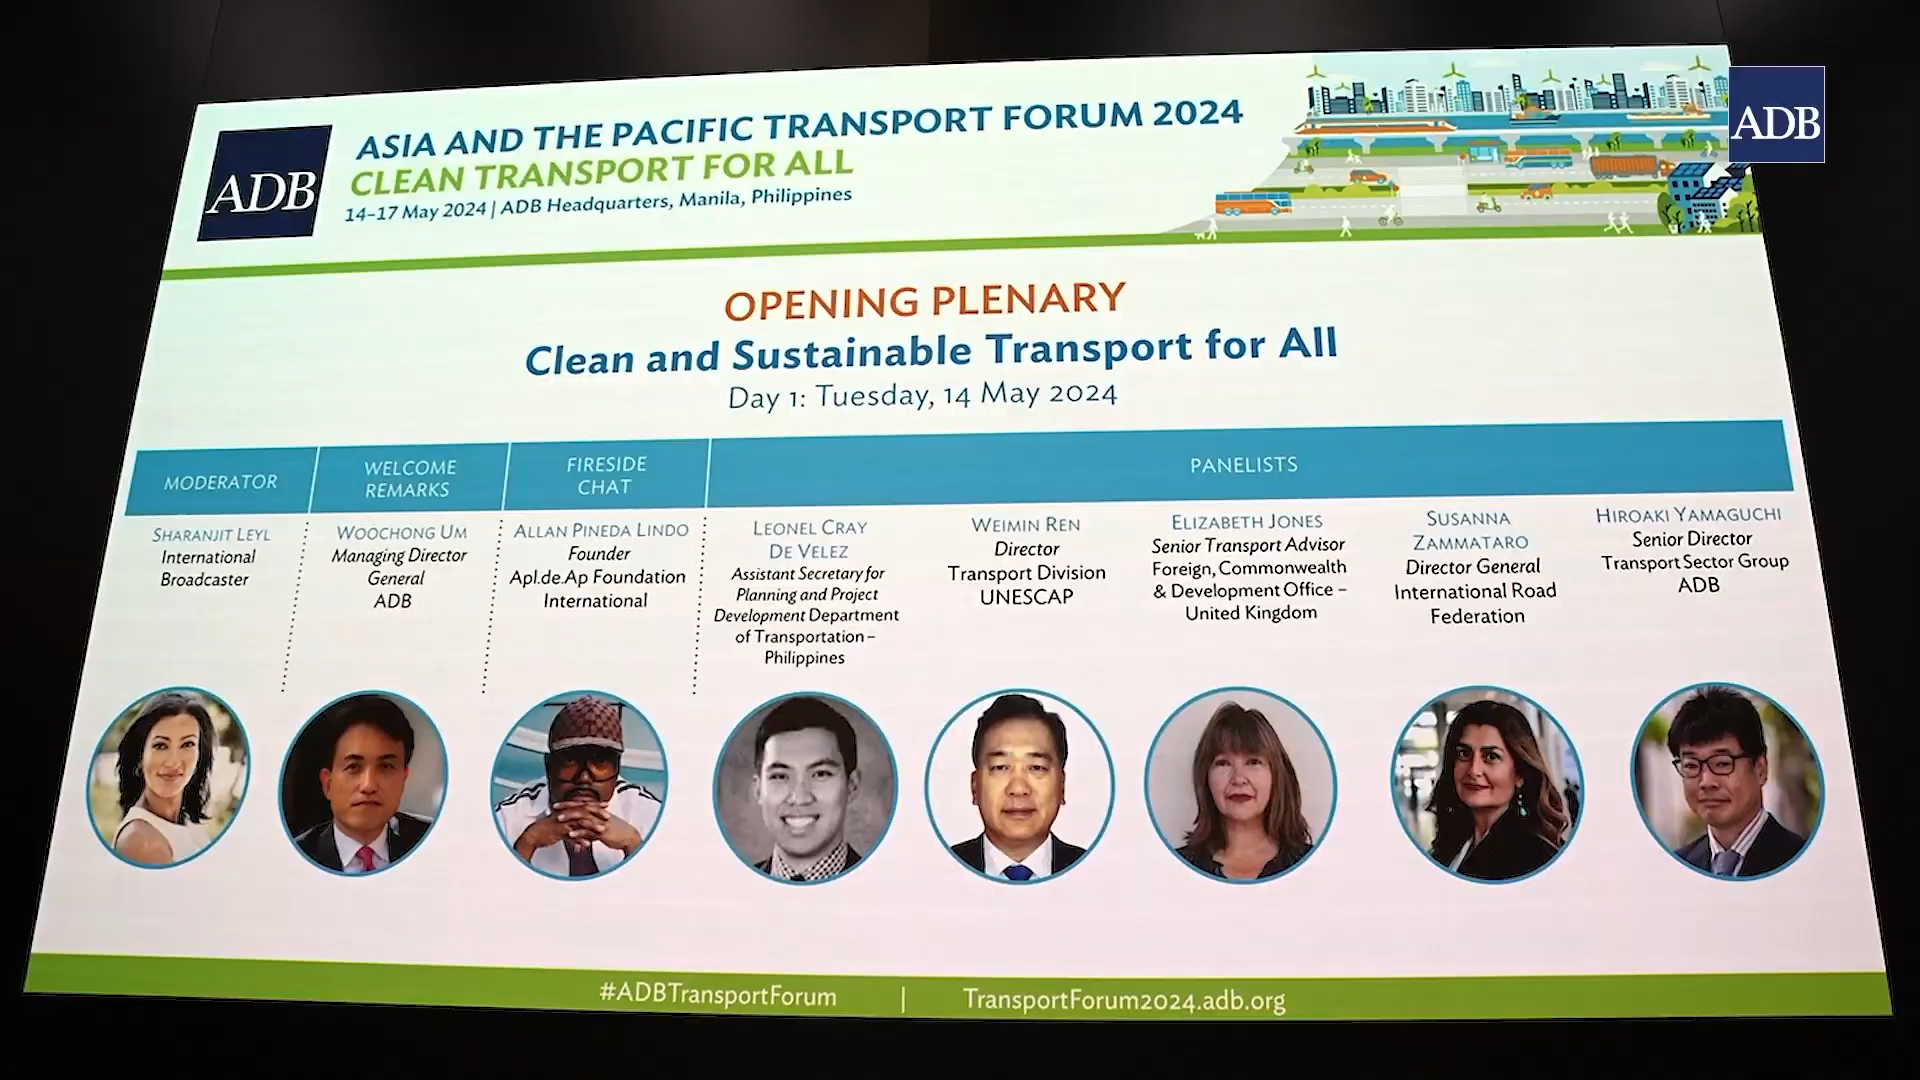 ADB
ASIA AND THE PACIFIC TRANSPORT FORUM 2024
CLEAN TRANSPORT FOR ALL
14–17 May 2024 | ADB Headquarters, Manila, Philippines
ADB
OPENING PLENARY
Clean and Sustainable Transport for All
Day 1: Tuesday, 14 May 2024
MODERATOR
SHARANJIT LEYL
International
Broadcaster
WELCOME
REMARKS
WOOCHONG UM
Managing Director
General
ADB
FIRESIDE
CHAT
ALLAN PINEDA LINDO
Founder
Apl.de.Ap Foundation
International
PANELISTS
LEONEL CRAY
DE VELEZ
Assistant Secretary for
Planning and Project
Development Department
of Transportation –
Philippines
WEIMIN REN
Director
Transport Division
UNESCAP
ELIZABETH JONES
Senior Transport Advisor
Foreign, Commonwealth
& Development Office –
United Kingdom
SUSANNA
ZAMMATARO
Director General
International Road
Federation
HIROAKI YAMAGUCHI
Senior Director
Transport Sector Group
ADB
#ADBTransportForum | TransportForum2024.adb.org